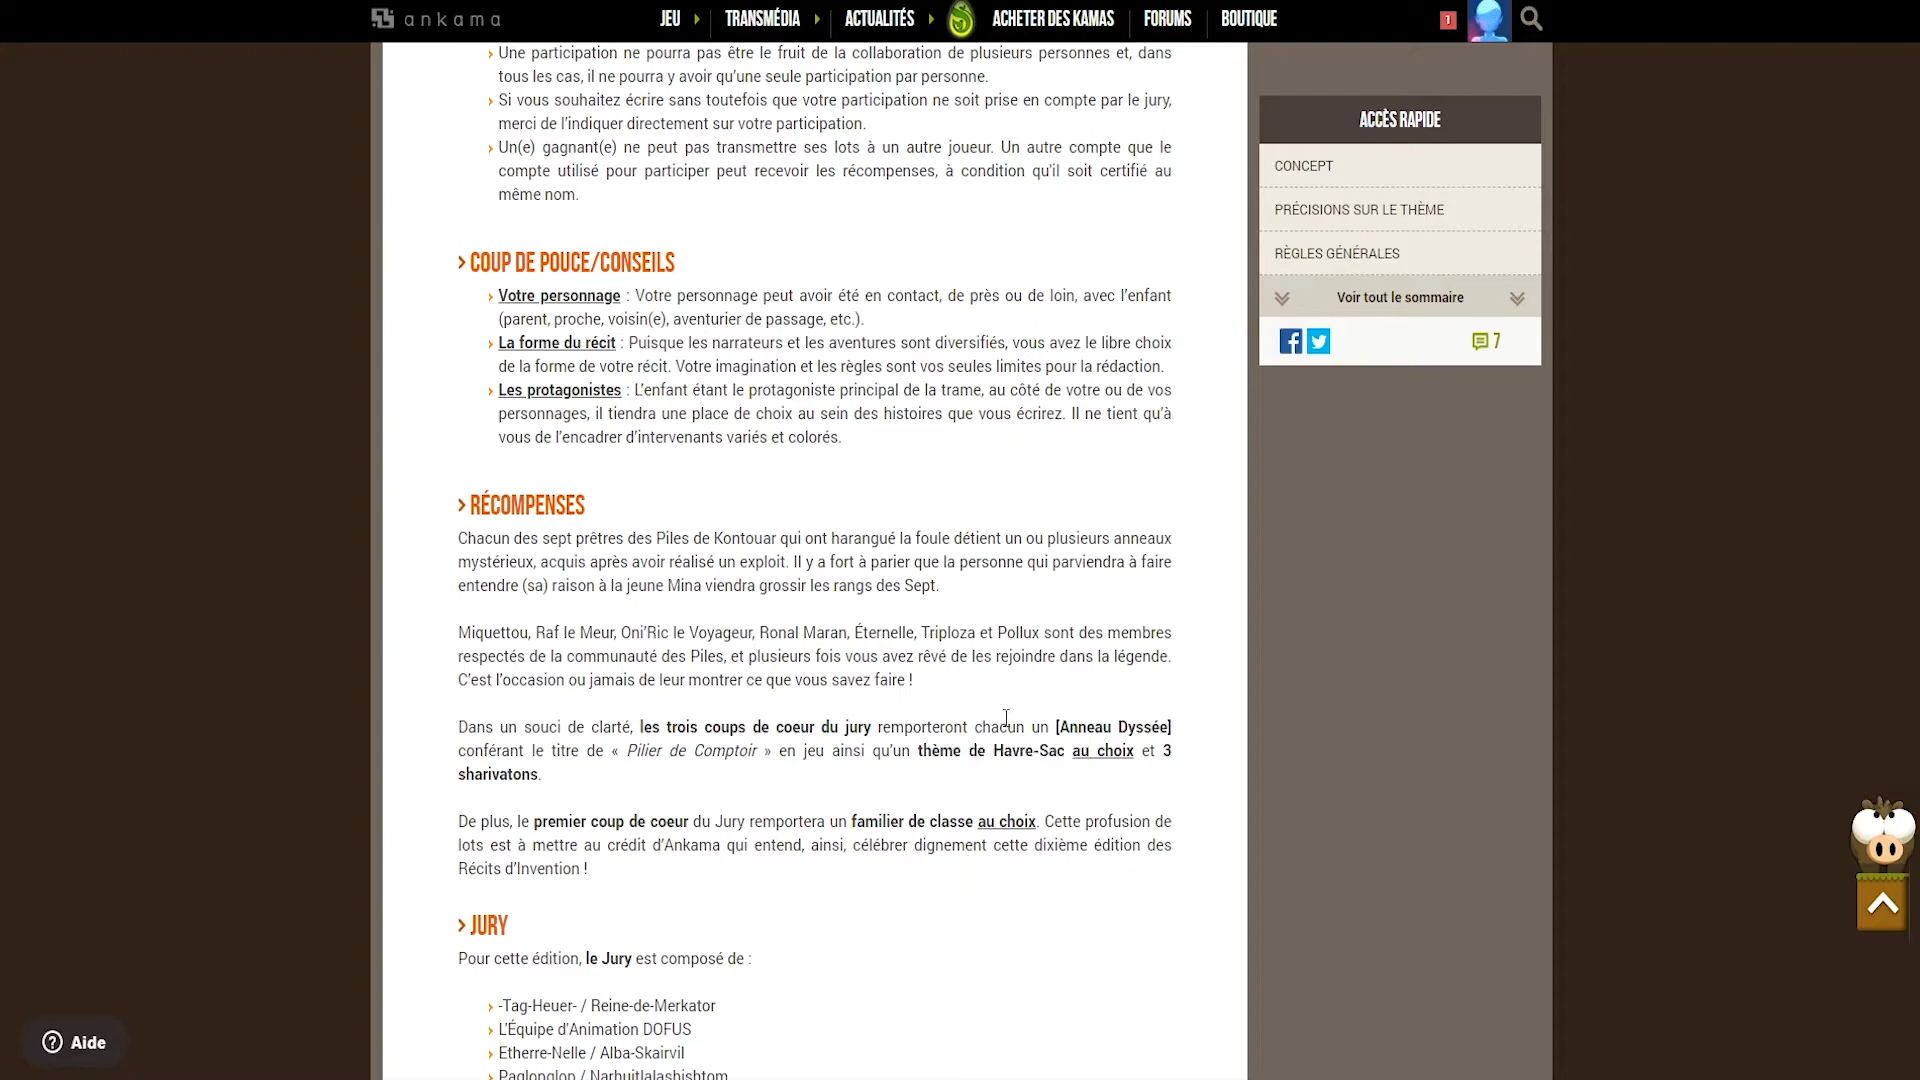 ankama
JEU
TRANSMÉDIA
ACTUALITÉS
ACHETER DES KAMAS
FORUMS
BOUTIQUE
1
Une participation ne pourra pas être le fruit de la collaboration de plusieurs personnes et, dans
tous les cas, il ne pourra y avoir qu'une seule participation par personne.
Si vous souhaitez écrire sans toutefois que votre participation ne soit prise en compte par le jury,
merci de l'indiquer directement sur votre participation.
Un(e) gagnant(e) ne peut pas transmettre ses lots à un autre joueur. Un autre compte que le
compte utilisé pour participer peut recevoir les récompenses, à condition qu'il soit certifié au
même nom.
COUP DE POUCE/CONSEILS
Votre personnage : Votre personnage peut avoir été en contact, de près ou de loin, avec l'enfant
(parent, proche, voisin(e), aventurier de passage, etc.).
La forme du récit : Puisque les narrateurs et les aventures sont diversifiés, vous avez le libre choix
de la forme de votre récit. Votre imagination et les règles sont vos seules limites pour la rédaction.
Les protagonistes : L'enfant étant le protagoniste principal de la trame, au côté de votre ou de vos
personnages, il tiendra une place de choix au sein des histoires que vous écrirez. Il ne tient qu'à
vous de l'encadrer d'intervenants variés et colorés.
RÉCOMPENSES
Chacun des sept prêtres des Piles de Kontouar qui ont harangué la foule détient un ou plusieurs anneaux
mystérieux, acquis après avoir réalisé un exploit. Il y a fort à parier que la personne qui parviendra à faire
entendre (sa) raison à la jeune Mina viendra grossir les rangs des Sept.
Miquettou, Raf le Meur, Oni'Ric le Voyageur, Ronal Maran, Éternelle, Triploza et Pollux sont des membres
respectés de la communauté des Piles, et plusieurs fois vous avez rêvé de les rejoindre dans la légende.
C'est l'occasion ou jamais de leur montrer ce que vous savez faire !
Dans un souci de clarté, les trois coups de coeur du jury remporteront chacun un [Anneau Dyssée]
conférant le titre de « Pilier de Comptoir » en jeu ainsi qu'un thème de Havre-Sac au choix et 3
sharivatons.
De plus, le premier coup de coeur du Jury remportera un familier de classe au choix. Cette profusion de
lots est à mettre au crédit d'Ankama qui entend, ainsi, célébrer dignement cette dixième édition des
Récits d'Invention !
JURY
Pour cette édition, le Jury est composé de :
-Tag-Heuer- / Reine-de-Merkator
L'Équipe d'Animation DOFUS
Etherre-Nelle / Alba-Skairvil
Paglonglon / Narhuitlalashishtom
ACCÈS RAPIDE
CONCEPT
PRÉCISIONS SUR LE THÈME
RÈGLES GÉNÉRALES
Voir tout le sommaire
7
Aide